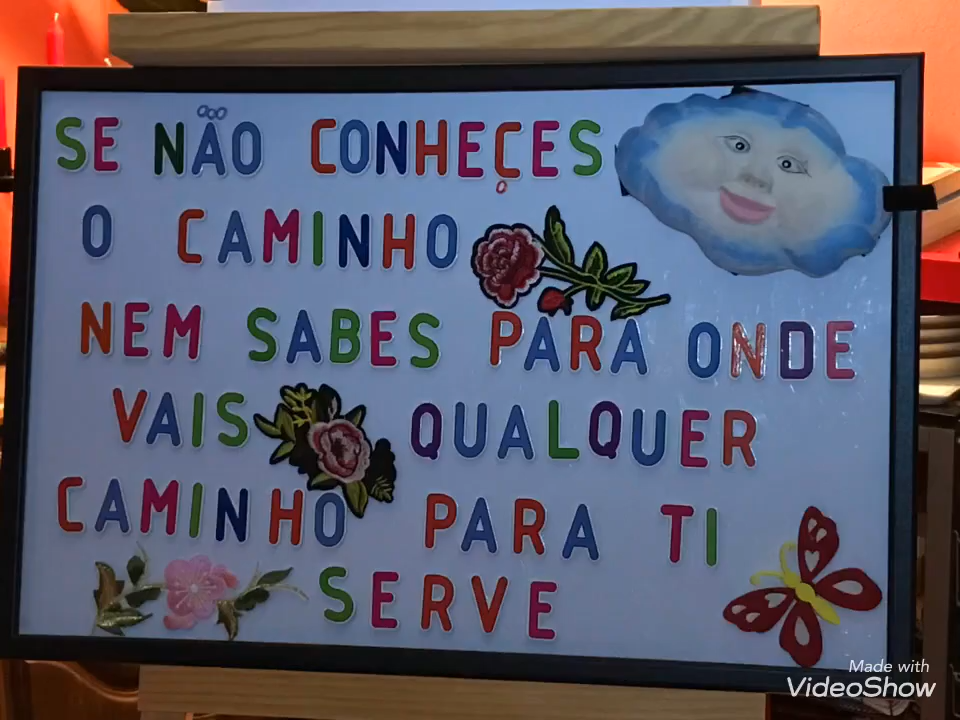 SE NÃO CONHEÇES
O CAMINHO
NEM SABES PARA ONDE
VAIS QUALQUER
CAMINHO PARA TI
SERVE
Made with
VideoShow